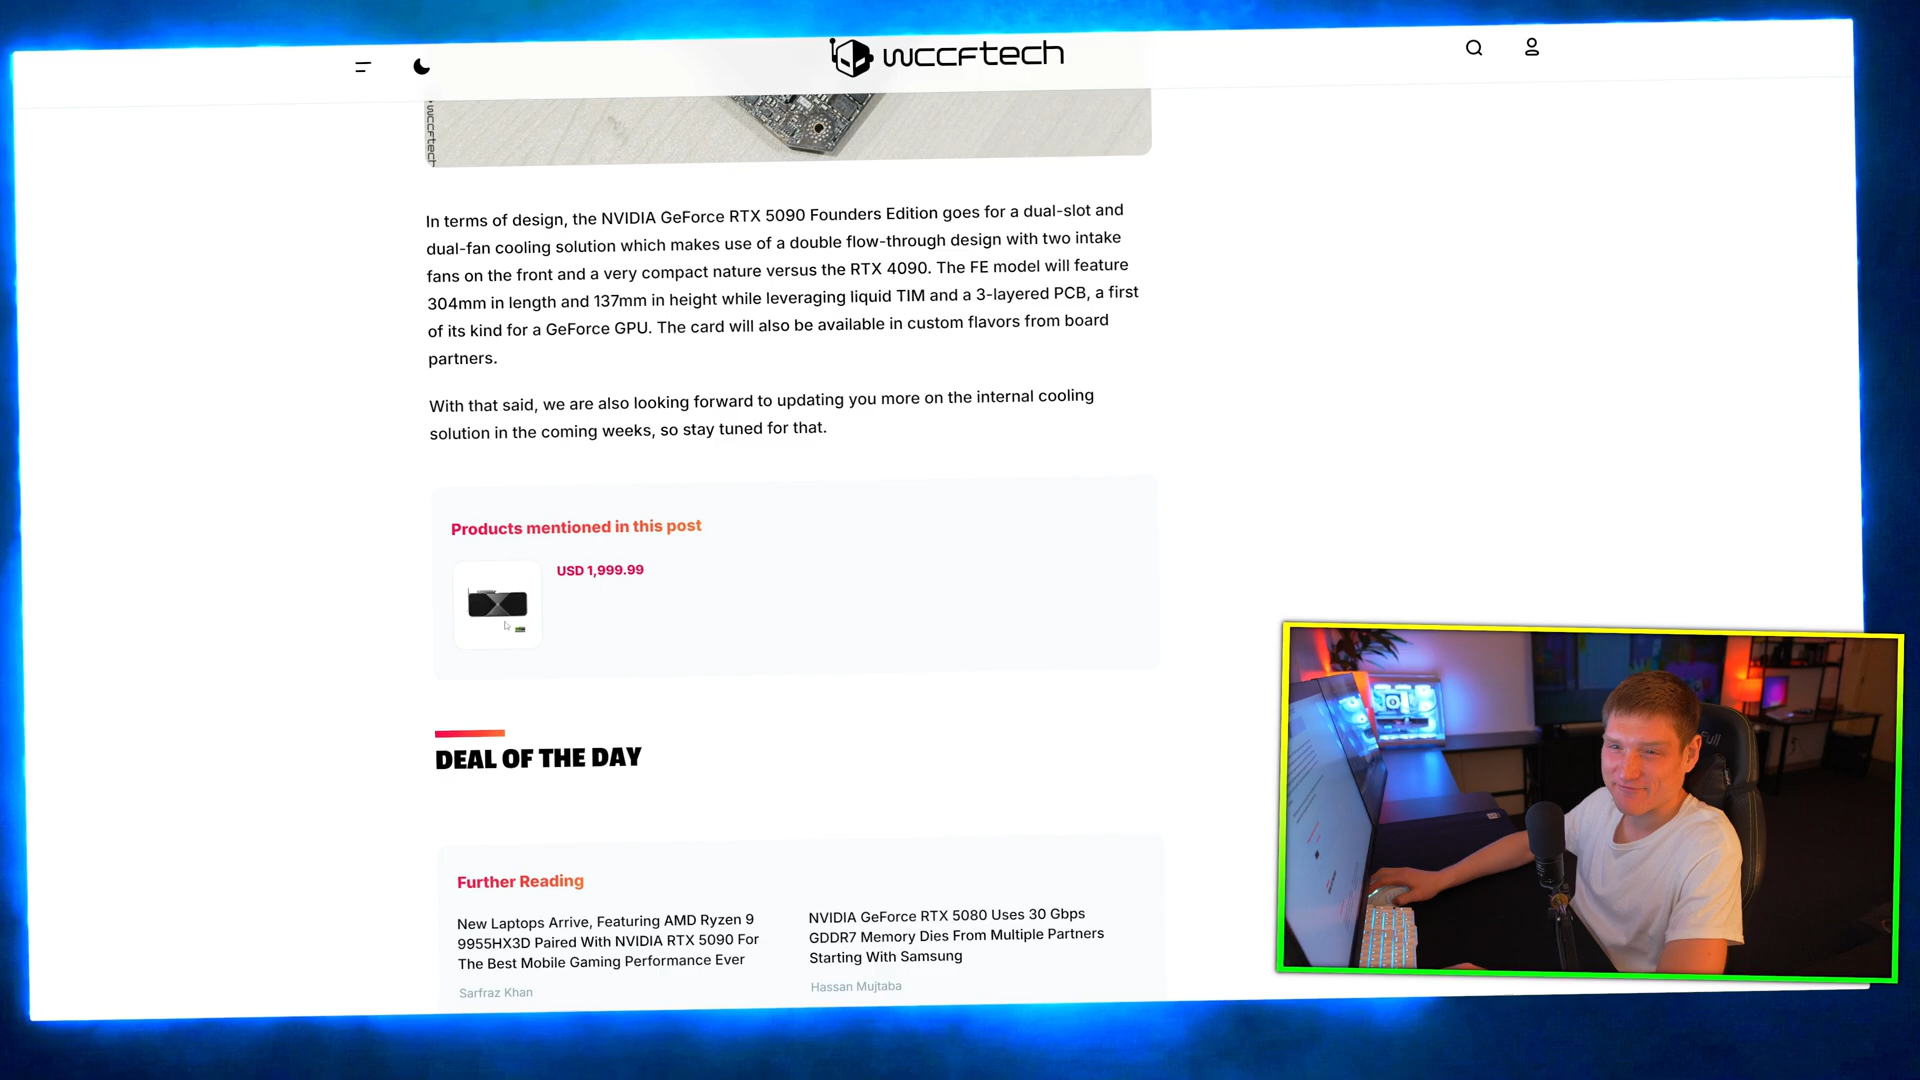 wccftech
wccftech
In terms of design, the NVIDIA GeForce RTX 5090 Founders Edition goes for a dual-slot and
dual-fan cooling solution which makes use of a double flow-through design with two intake
fans on the front and a very compact nature versus the RTX 4090. The FE model will feature
304mm in length and 137mm in height while leveraging liquid TIM and a 3-layered PCB, a first
of its kind for a GeForce GPU. The card will also be available in custom flavors from board
partners.
With that said, we are also looking forward to updating you more on the internal cooling
solution in the coming weeks, so stay tuned for that.
Products mentioned in this post
USD 1,999.99
DEAL OF THE DAY
Further Reading
New Laptops Arrive, Featuring AMD Ryzen 9
9955HX3D Paired With NVIDIA RTX 5090 For
The Best Mobile Gaming Performance Ever
Sarfraz Khan
NVIDIA GeForce RTX 5080 Uses 30 Gbps
GDDR7 Memory Dies From Multiple Partners
Starting With Samsung
Hassan Mujtaba